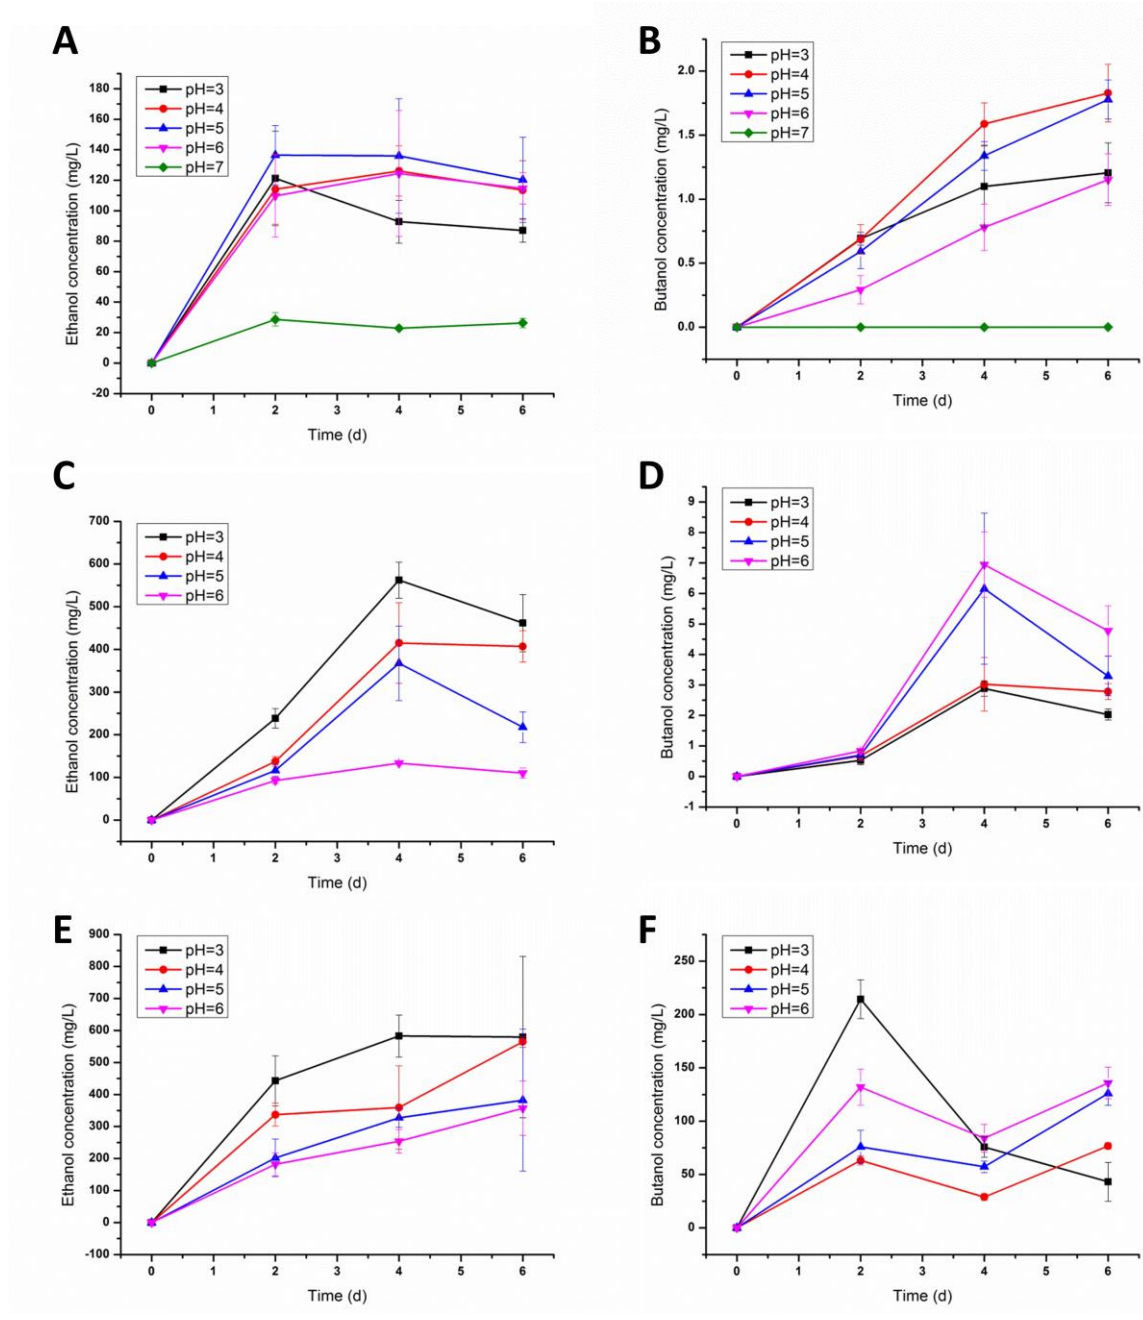 A
pH=3
pH=4
pH=5
pH=6
pH=7
180
160
140
120
100
80
60
40
20
0
-20
Ethanol concentration (mg/L)
0 1 2 3 4 5 6
Time (d)
B
pH=3
pH=4
pH=5
pH=6
pH=7
2.0
1.5
1.0
0.5
0.0
Butanol concentration (mg/L)
0 1 2 3 4 5 6
Time (d)
C
pH=3
pH=4
pH=5
pH=6
700
600
500
400
300
200
100
0
Ethanol concentration (mg/L)
0 1 2 3 4 5 6
Time (d)
D
pH=3
pH=4
pH=5
pH=6
9
8
7
6
5
4
3
2
1
0
-1
Butanol concentration (mg/L)
0 1 2 3 4 5 6
Time (d)
E
pH=3
pH=4
pH=5
pH=6
900
800
700
600
500
400
300
200
100
0
-100
Ethanol concentration (mg/L)
0 1 2 3 4 5 6
Time (d)
F
pH=3
pH=4
pH=5
pH=6
250
200
150
100
50
0
Butanol concentration (mg/L)
0 1 2 3 4 5 6
Time (d)